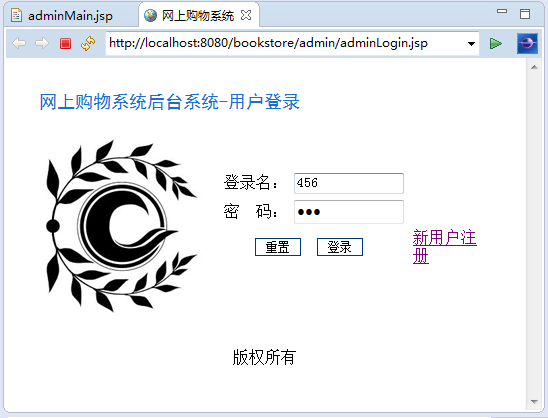 adminMain.jsp
网上购物系统
http://localhost:8080/bookstore/admin/adminLogin.jsp
网上购物系统后台系统-用户登录
登录名： 456
密 码： ●●●
重置 登录
新用户注
册
版权所有